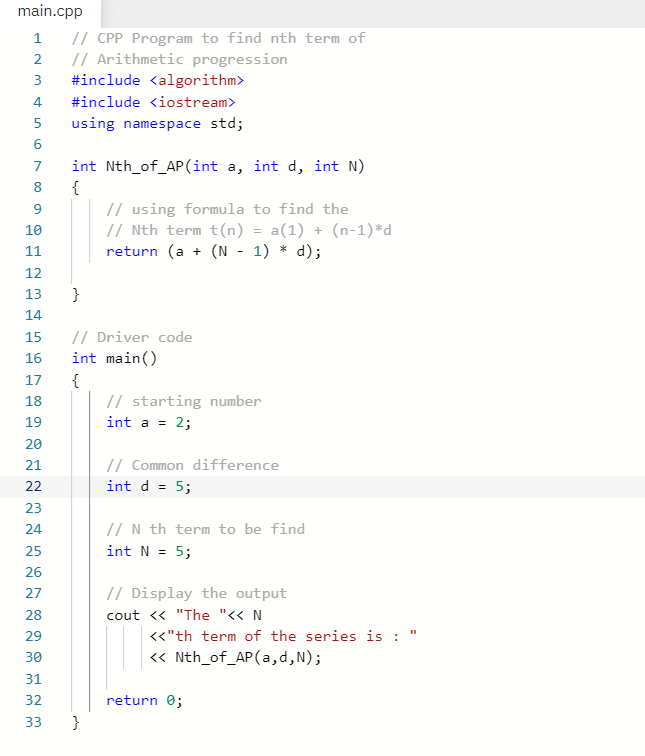 main.cpp
1 // CPP Program to find nth term of
2 // Arithmetic progression
3 #include <algorithm>
4 #include <iostream>
5 using namespace std;
6
7 int Nth_of_AP(int a, int d, int N)
8 {
9 // using formula to find the
10 // Nth term t(n) = a(1) + (n-1)*d
11 return (a + (N - 1) * d);
12
13 }
14
15 // Driver code
16 int main()
17 {
18 // starting number
19 int a = 2;
20
21 // Common difference
22 int d = 5;
23
24 // N th term to be find
25 int N = 5;
26
27 // Display the output
28 cout << "The "<< N
29 <<"th term of the series is : "
30 << Nth_of_AP(a,d,N);
31
32 return 0;
33 }